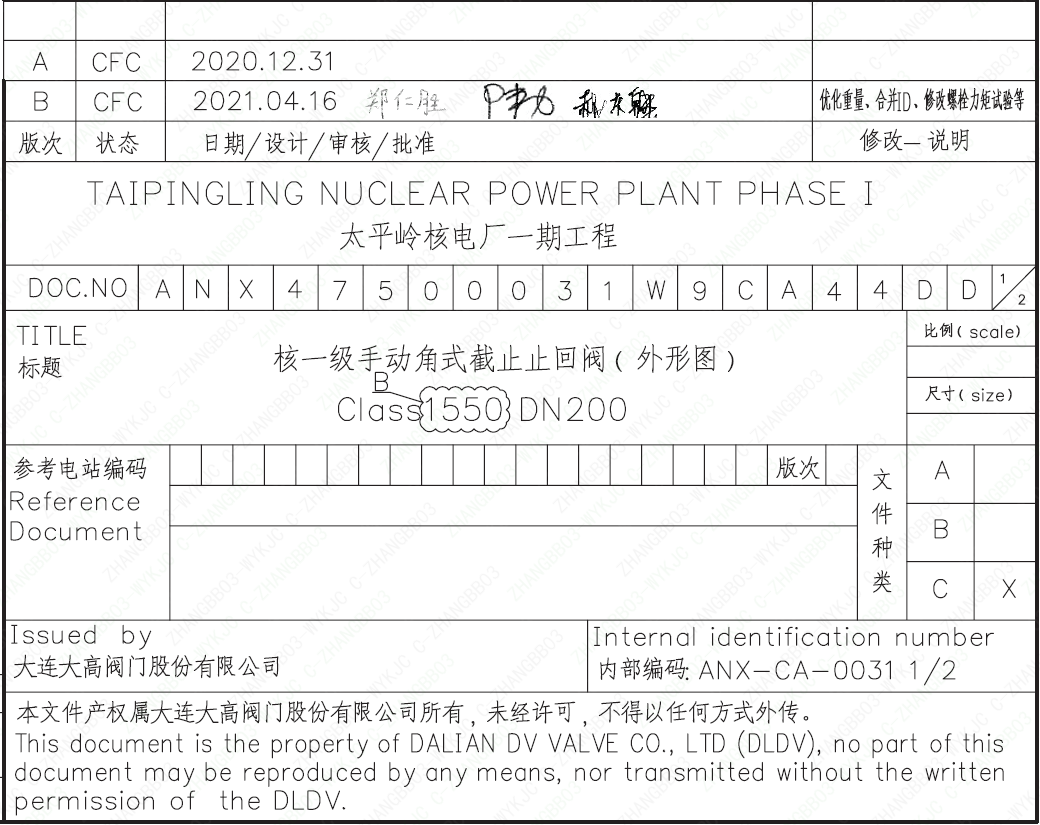 A CFC 2020.12.31
B CFC 2021.04.16 郑仁胜 优化重量、合并ID、修改螺栓力矩试验等
版次 状态 日期/设计/审核/批准 修改— 说明
TAIPINGLING NUCLEAR POWER PLANT PHASE I
太平岭核电厂一期工程
DOC.NO A N X 4 7 5 0 0 0 3 1 W 9 C A 4 4 D D 1/2
TITLE
标题
核一级手动角式截止止回阀(外形图)
B
Class1550 DN200
比例(scale)
尺寸(size)
参考电站编码
Reference
Document
版次
文件种类
A
B
C X
Issued by
大连大高阀门股份有限公司
Internal identification number
内部编码: ANX-CA-0031 1/2
本文件产权属大连大高阀门股份有限公司所有,未经许可,不得以任何方式外传。
This document is the property of DALIAN DV VALVE CO., LTD (DLDV), no part of this
document may be reproduced by any means, nor transmitted without the written
permission of the DLDV.